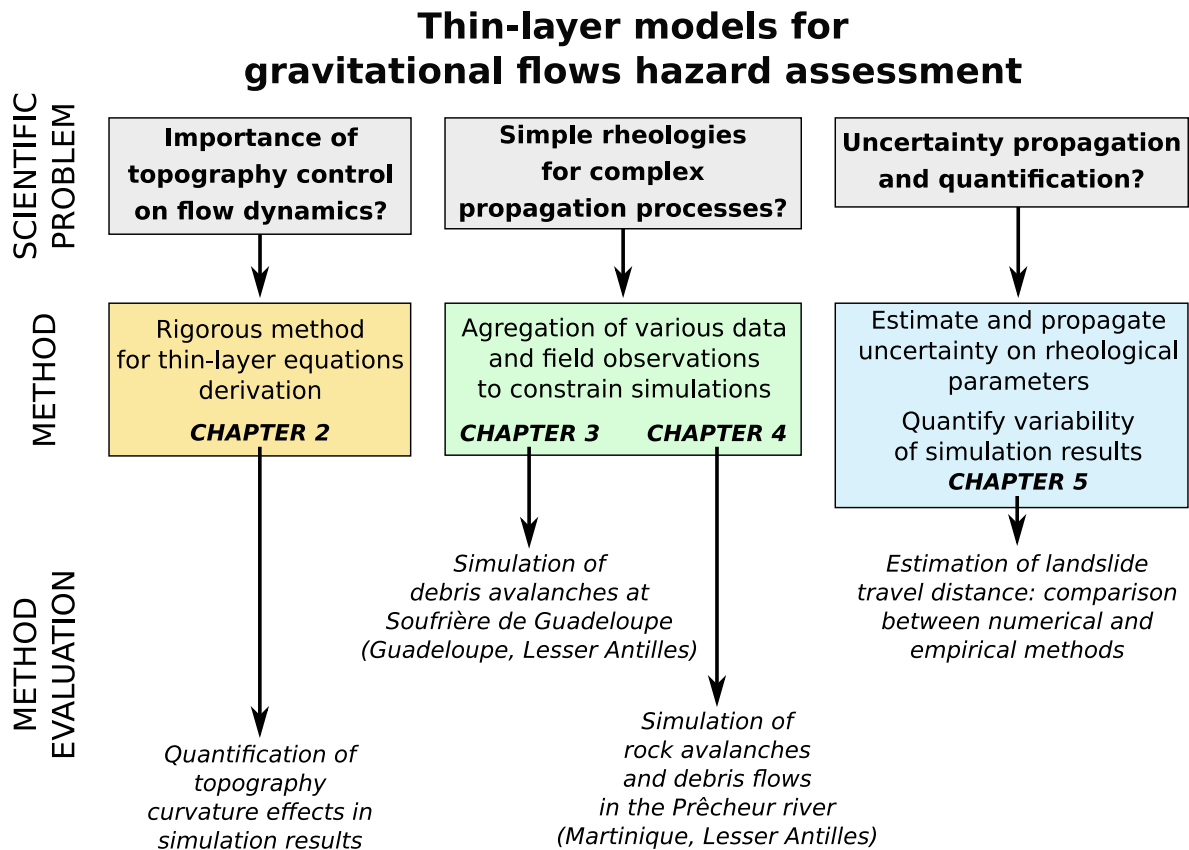 Thin-layer models for
gravitational flows hazard assessment
SCIENTIFIC
PROBLEM
Importance of
topography control
on flow dynamics?
Simple rheologies
for complex
propagation processes?
Uncertainty propagation
and quantification?
METHOD
Rigorous method
for thin-layer equations
derivation
CHAPTER 2
Agregation of various data
and field observations
to constrain simulations
CHAPTER 3 CHAPTER 4
Estimate and propagate
uncertainty on rheological
parameters
Quantify variability
of simulation results
CHAPTER 5
METHOD
EVALUATION
Quantification of
topography
curvature effects in
simulation results
Simulation of
debris avalanches at
Soufrière de Guadeloupe
(Guadeloupe, Lesser Antilles)
Simulation of
rock avalanches
and debris flows
in the Prêcheur river
(Martinique, Lesser Antilles)
Estimation of landslide
travel distance: comparison
between numerical and
empirical methods